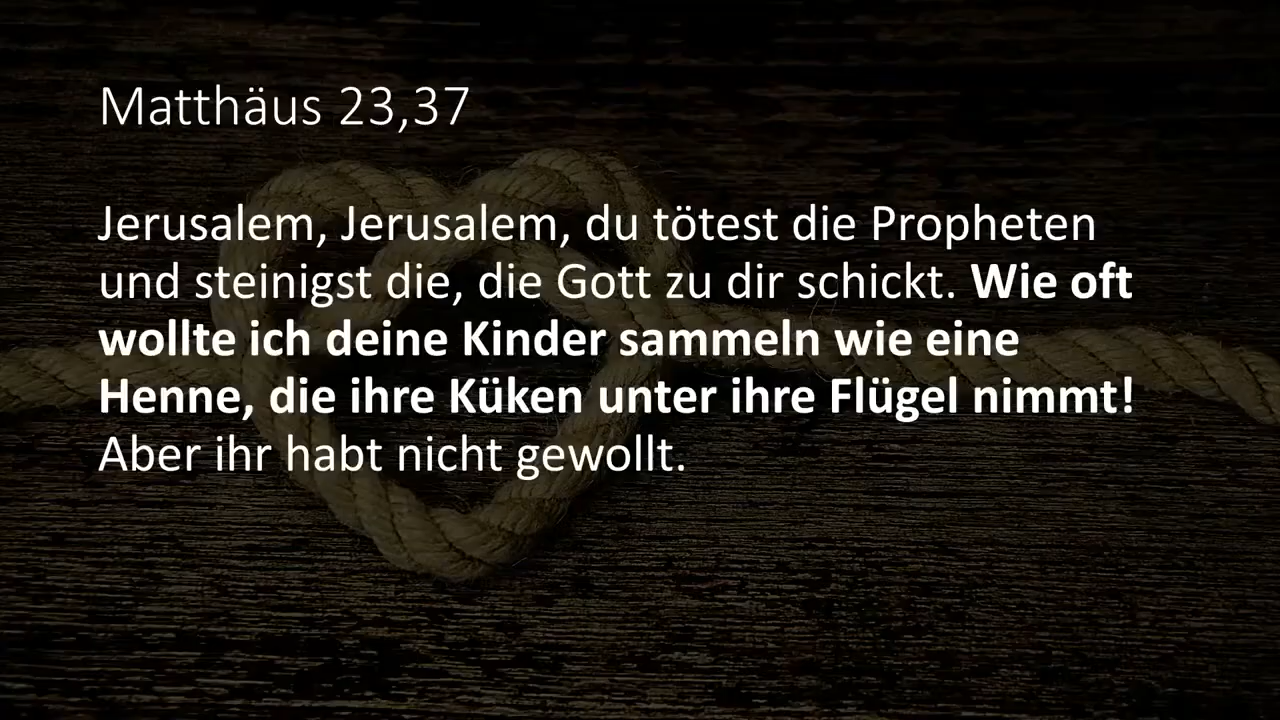 Matthäus 23,37
Jerusalem, Jerusalem, du tötest die Propheten
und steinigst die, die Gott zu dir schickt. Wie oft
wollte ich deine Kinder sammeln wie eine
Henne, die ihre Küken unter ihre Flügel nimmt!
Aber ihr habt nicht gewollt.